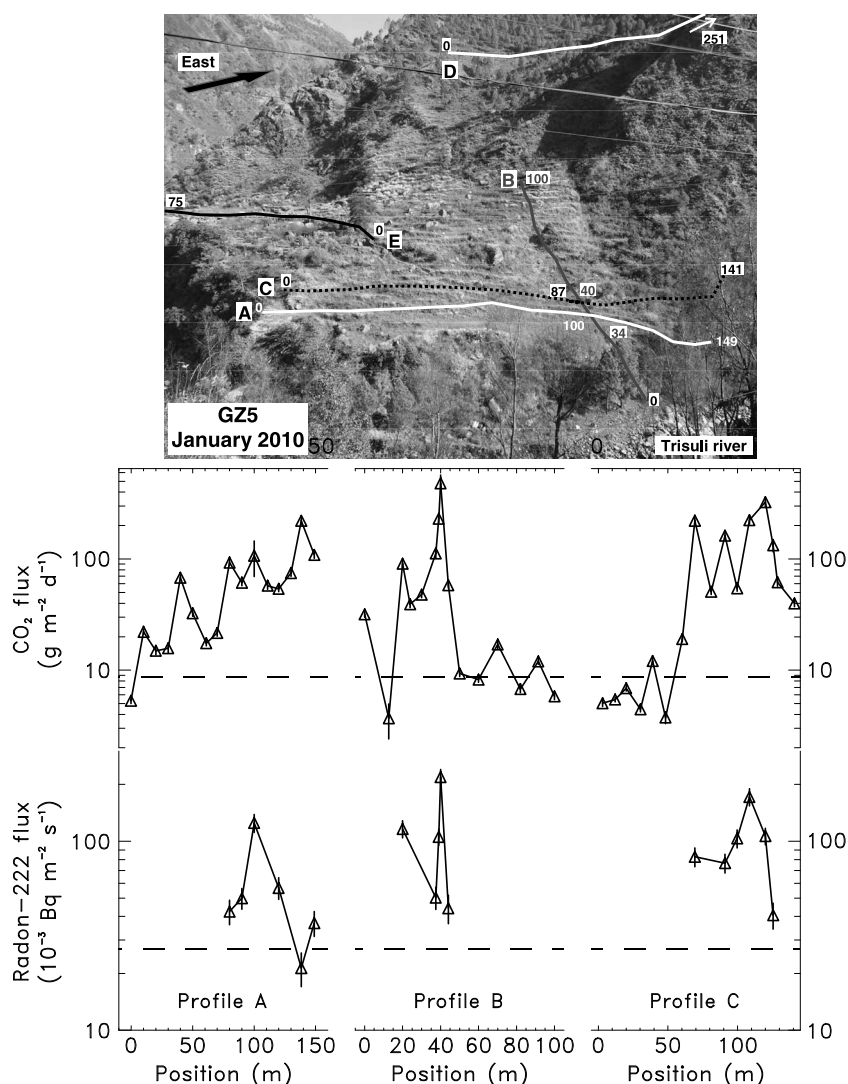 0
251
East
D
B 100
75
0
E
C 0
141
87 40
A 0
100
34
149
0
GZ5
January 2010
50
0
Trisuli river
CO₂ flux
(g m⁻² d⁻¹)
100
10
100
10
Radon−222 flux
(10⁻³ Bq m⁻² s⁻¹)
100
10
100
10
Profile A
Profile B
Profile C
0 50 100 150
0 20 40 60 80 100
0 50 100
Position (m)
Position (m)
Position (m)